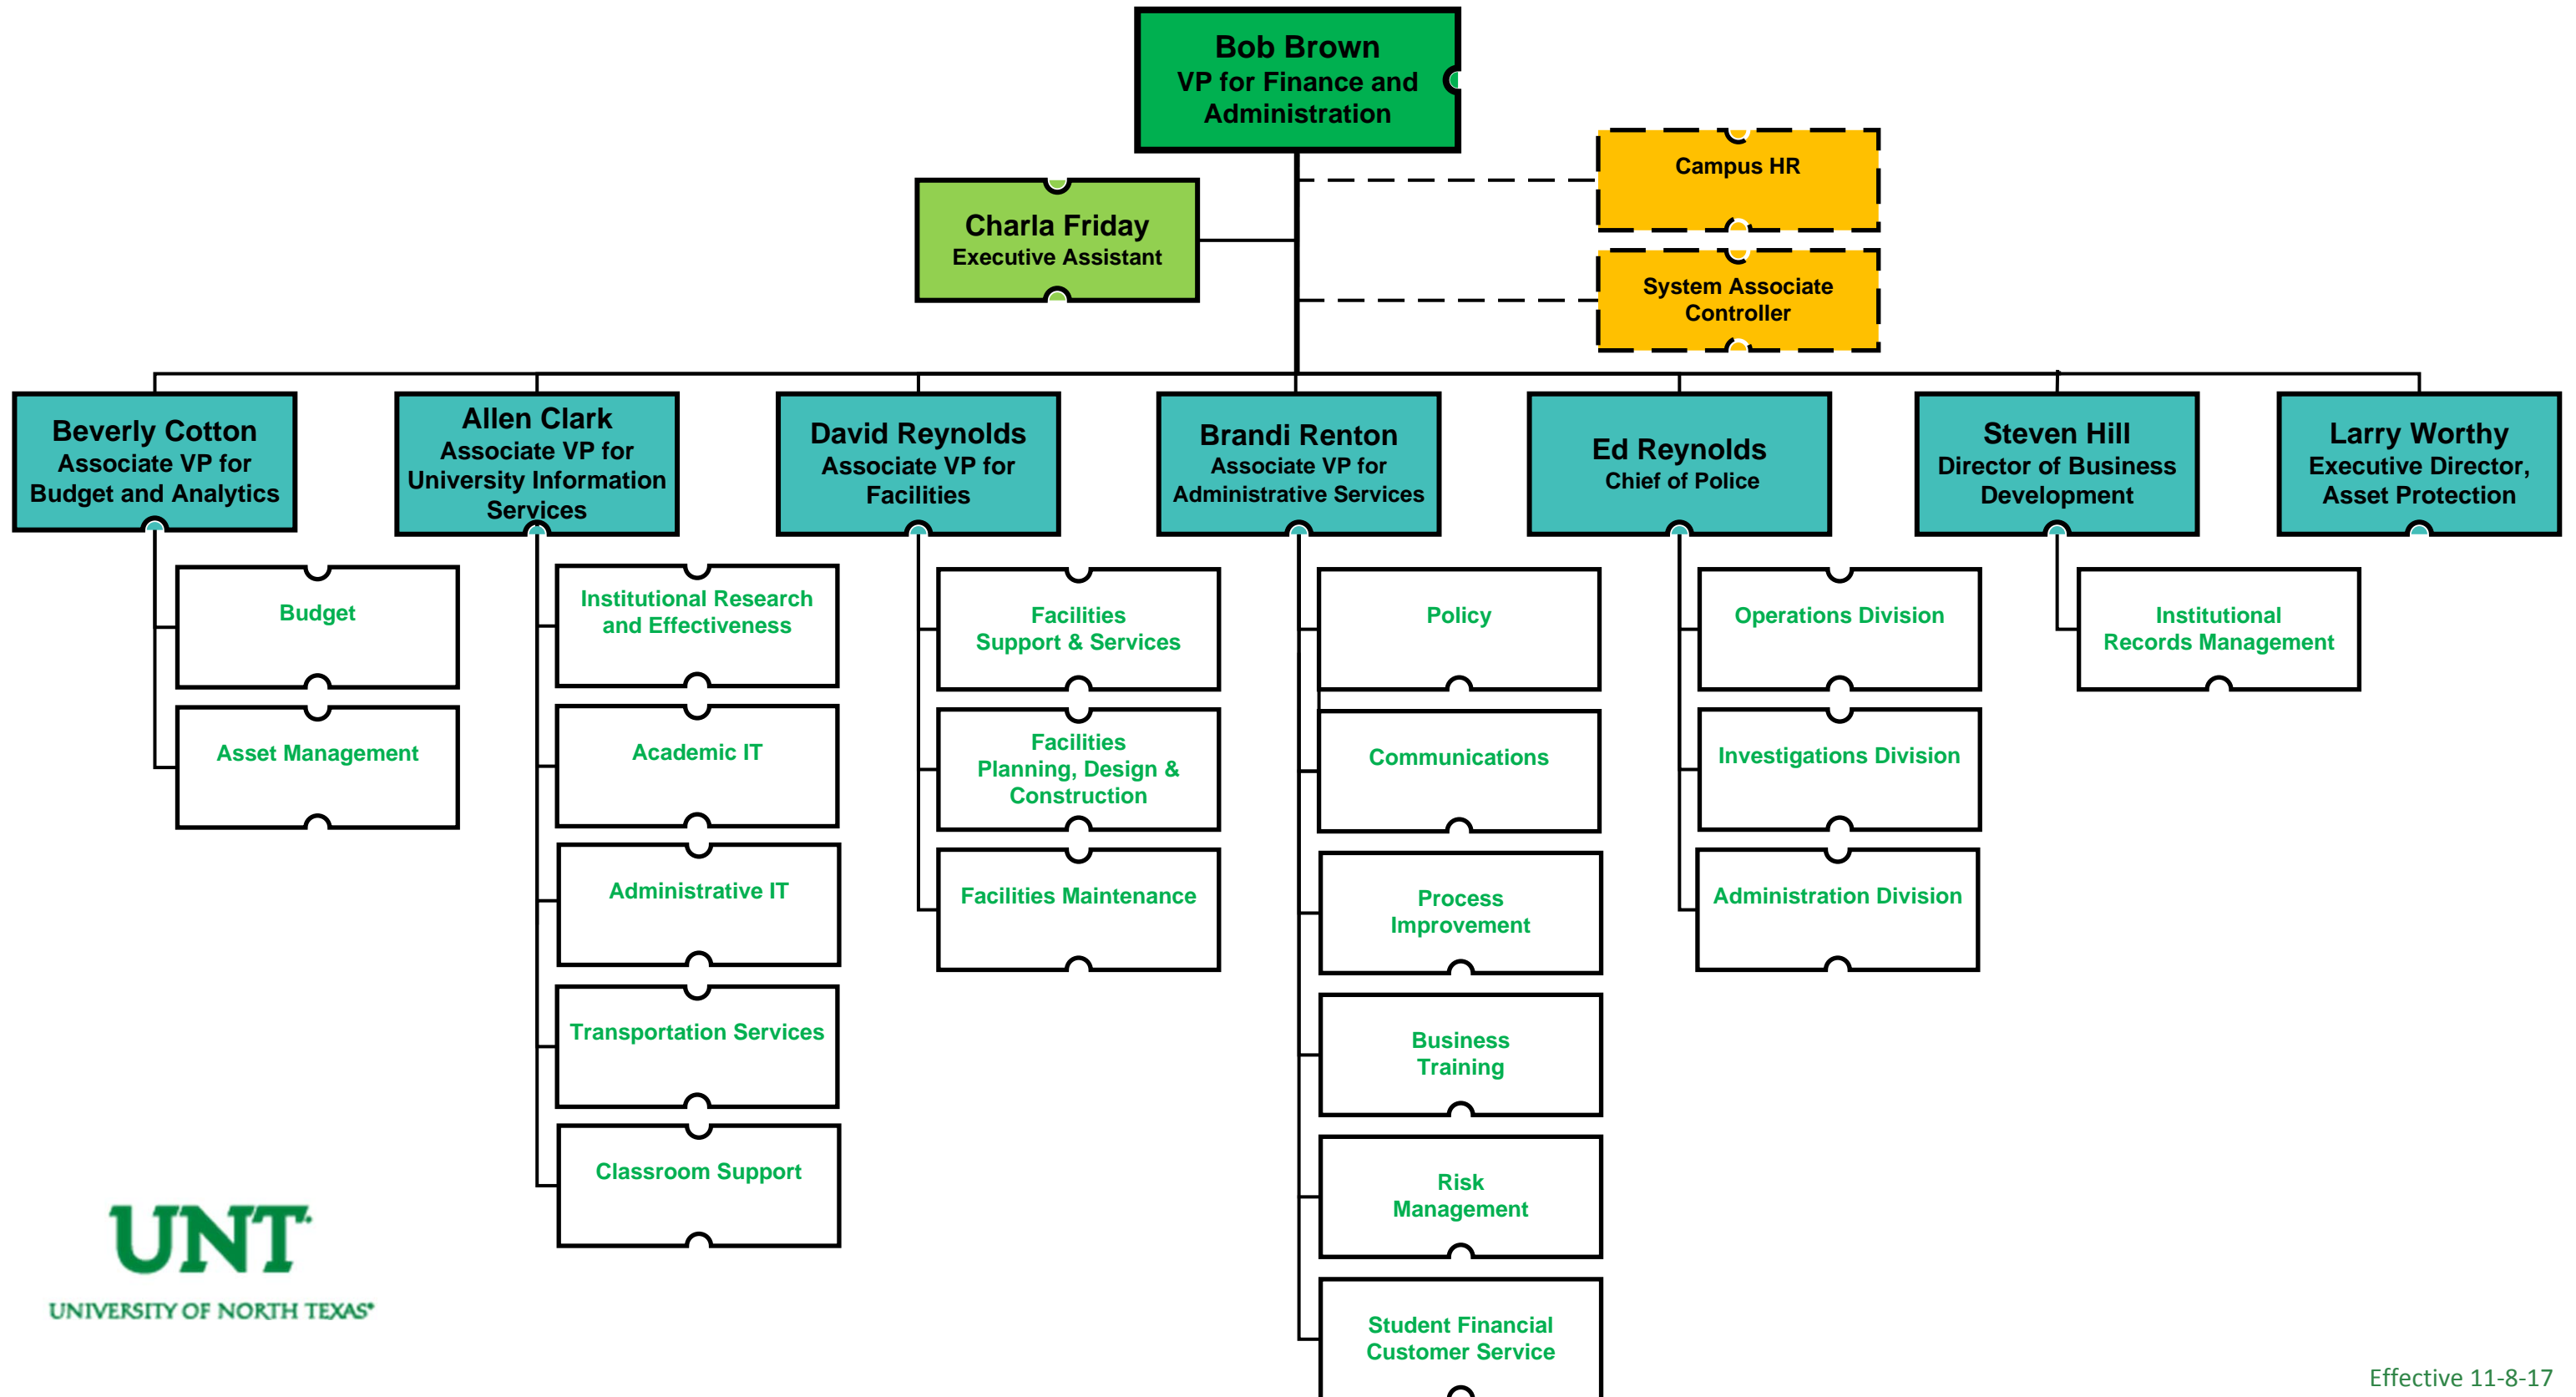 Bob Brown
VP for Finance and
Administration
Campus HR
Charla Friday
Executive Assistant
System Associate
Controller
Beverly Cotton
Associate VP for
Budget and Analytics
Allen Clark
Associate VP for
University Information
Services
David Reynolds
Associate VP for
Facilities
Brandi Renton
Associate VP for
Administrative Services
Ed Reynolds
Chief of Police
Steven Hill
Director of Business
Development
Larry Worthy
Executive Director,
Asset Protection
Budget
Asset Management
Institutional Research
and Effectiveness
Academic IT
Administrative IT
Transportation Services
Classroom Support
Facilities
Support & Services
Facilities
Planning, Design &
Construction
Facilities Maintenance
Policy
Communications
Process
Improvement
Business
Training
Risk
Management
Student Financial
Customer Service
Operations Division
Investigations Division
Administration Division
Institutional
Records Management
UNT
UNIVERSITY OF NORTH TEXAS
Effective 11-8-17